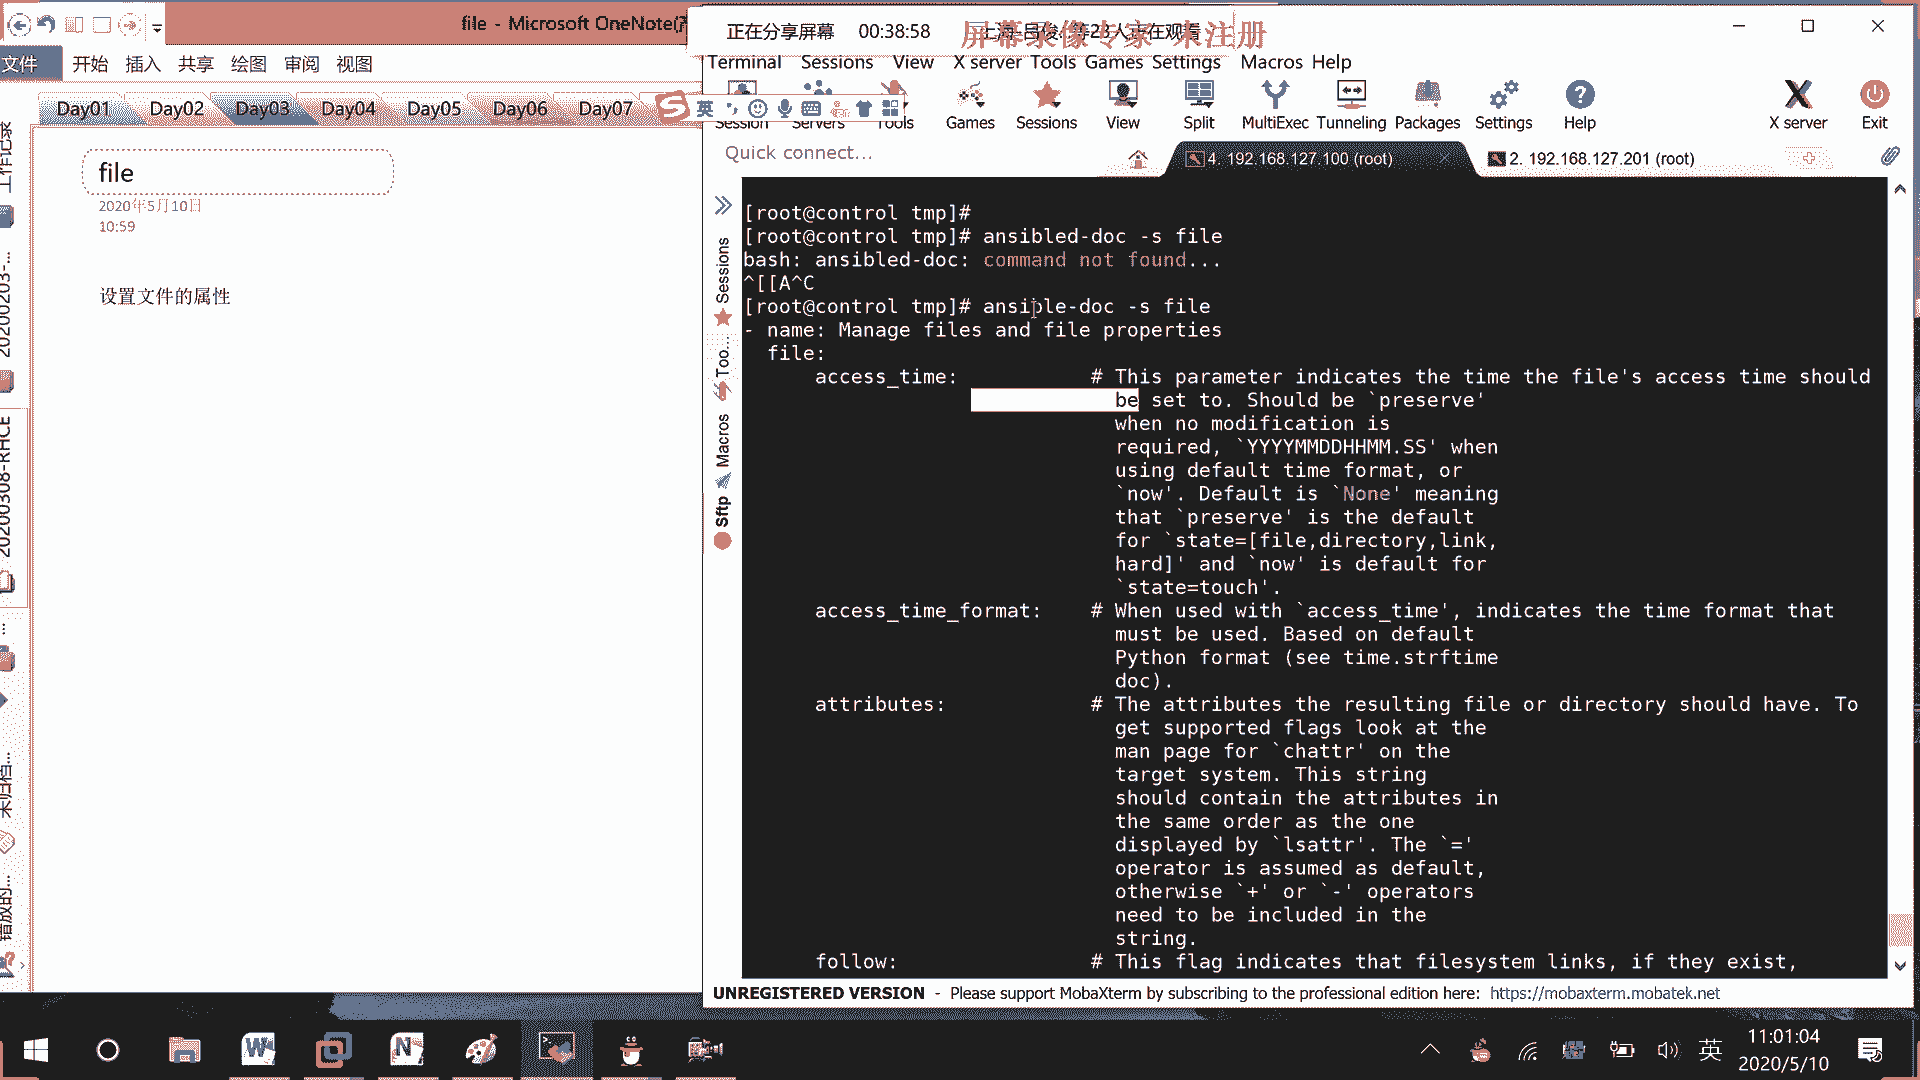 file - Microsoft OneNote(产
文件
开始
插入
共享
绘图
审阅
视图
Day01
Day02
Day03
Day04
Day05
Day06
Day07
file
2020年5月10日
10:59
设置文件的属性
工作记录
20200308-RHCE
正在分享屏幕
00:38:58
屏幕录像专家 未注册
Terminal
Sessions
View
X server
Tools
Games
Settings
Macros
Help
英
Session
Servers
Tools
Games
Sessions
View
Split
MultiExec
Tunneling
Packages
Settings
Help
X server
Exit
Quick connect...
4. 192.168.127.100 (root)
2. 192.168.127.201 (root)
Sessions
Too...
Macros
Sftp
[root@control tmp]#
[root@control tmp]# ansibled-doc -s file
bash: ansibled-doc: command not found...
^[[A^C
[root@control tmp]# ansible-doc -s file
- name: Manage files and file properties
file:
access_time: # This parameter indicates the time the file's access time should
be set to. Should be `preserve'
when no modification is
required, `YYYYMMDDHHMM.SS' when
using default time format, or
`now'. Default is `None' meaning
that `preserve' is the default
for `state=[file,directory,link,
hard]' and `now' is default for
`state=touch'.
access_time_format: # When used with `access_time', indicates the time format that
must be used. Based on default
Python format (see time.strftime
doc).
attributes: # The attributes the resulting file or directory should have. To
get supported flags look at the
man page for `chattr' on the
target system. This string
should contain the attributes in
the same order as the one
displayed by `lsattr'. The `='
operator is assumed as default,
otherwise `+' or `-' operators
need to be included in the
string.
follow: # This flag indicates that filesystem links, if they exist,
UNREGISTERED VERSION - Please support MobaXterm by subscribing to the professional edition here: https://mobaxterm.mobatek.net
英
11:01:04
2020/5/10